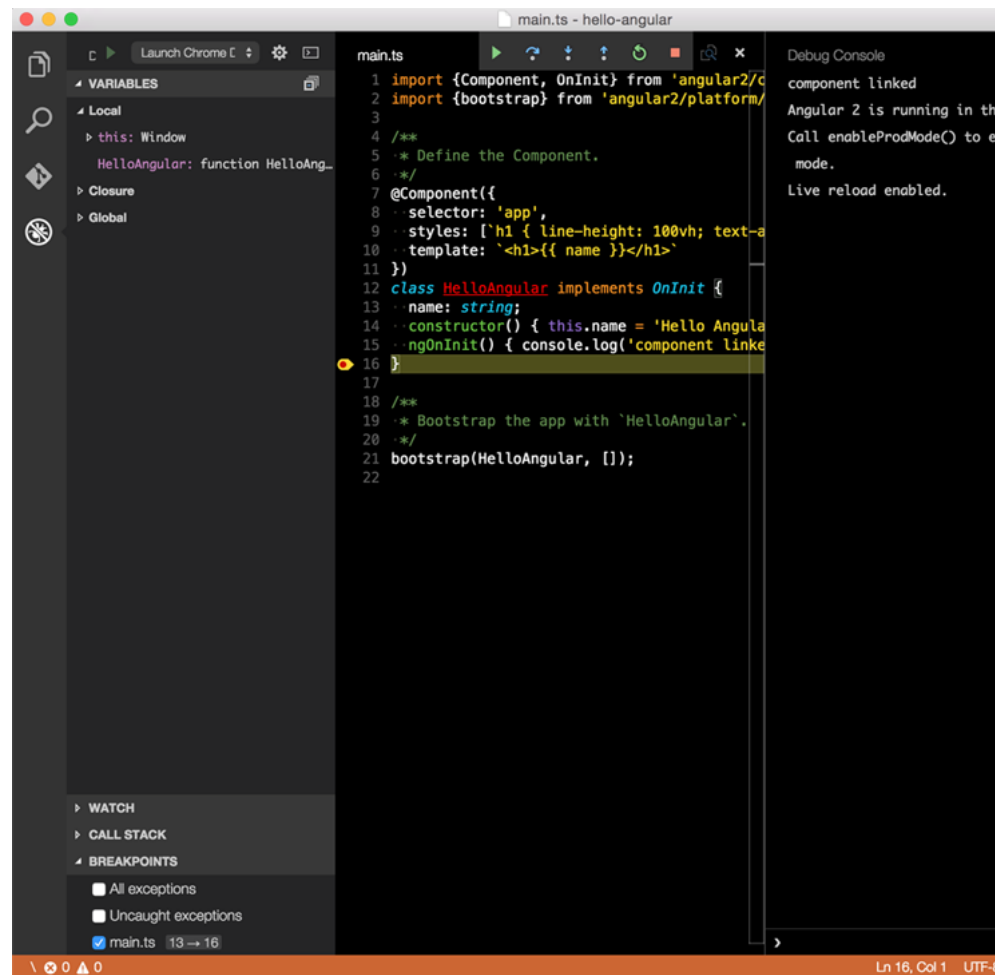 main.ts - hello-angular
Launch Chrome
VARIABLES
Local
this: Window
HelloAngular: function HelloAng…
Closure
Global
WATCH
CALL STACK
BREAKPOINTS
All exceptions
Uncaught exceptions
main.ts 13→16
main.ts
1 import {Component, OnInit} from 'angular2/c
2 import {bootstrap} from 'angular2/platform/
3
4 /**
5 ·* Define the Component.
6 ·*/
7 @Component({
8 ··selector: 'app',
9 ··styles: [`h1 { line-height: 100vh; text-a
10 ··template: `<h1>{{ name }}</h1>`
11 })
12 class HelloAngular implements OnInit {
13 ··name: string;
14 ··constructor() { this.name = 'Hello Angula
15 ··ngOnInit() { console.log('component linke
16 }
17
18 /**
19 ·* Bootstrap the app with `HelloAngular`.
20 ·*/
21 bootstrap(HelloAngular, []);
22
Debug Console
component linked
Angular 2 is running in th
Call enableProdMode() to e
mode.
Live reload enabled.
0 0
Ln 16, Col 1 UTF-